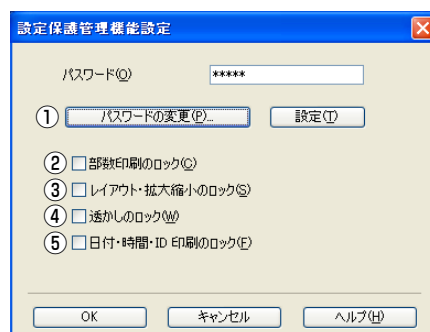 設定保護管理機能設定
パスワード(O) *****
① パスワードの変更(P)... 設定(T)
② 部数印刷のロック(C)
③ レイアウト・拡大縮小のロック(S)
④ 透かしのロック(W)
⑤ 日付・時間・ID 印刷のロック(F)
OK キャンセル ヘルプ(H)